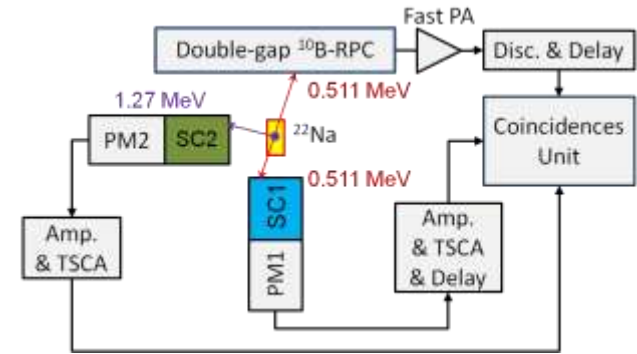 Fast PA
Double-gap ¹⁰B-RPC
Disc. & Delay
1.27 MeV
0.511 MeV
PM2
SC2
²²Na
Coincidences
Unit
0.511 MeV
SC1
PM1
Amp.
& TSCA
Amp.
& TSCA
& Delay